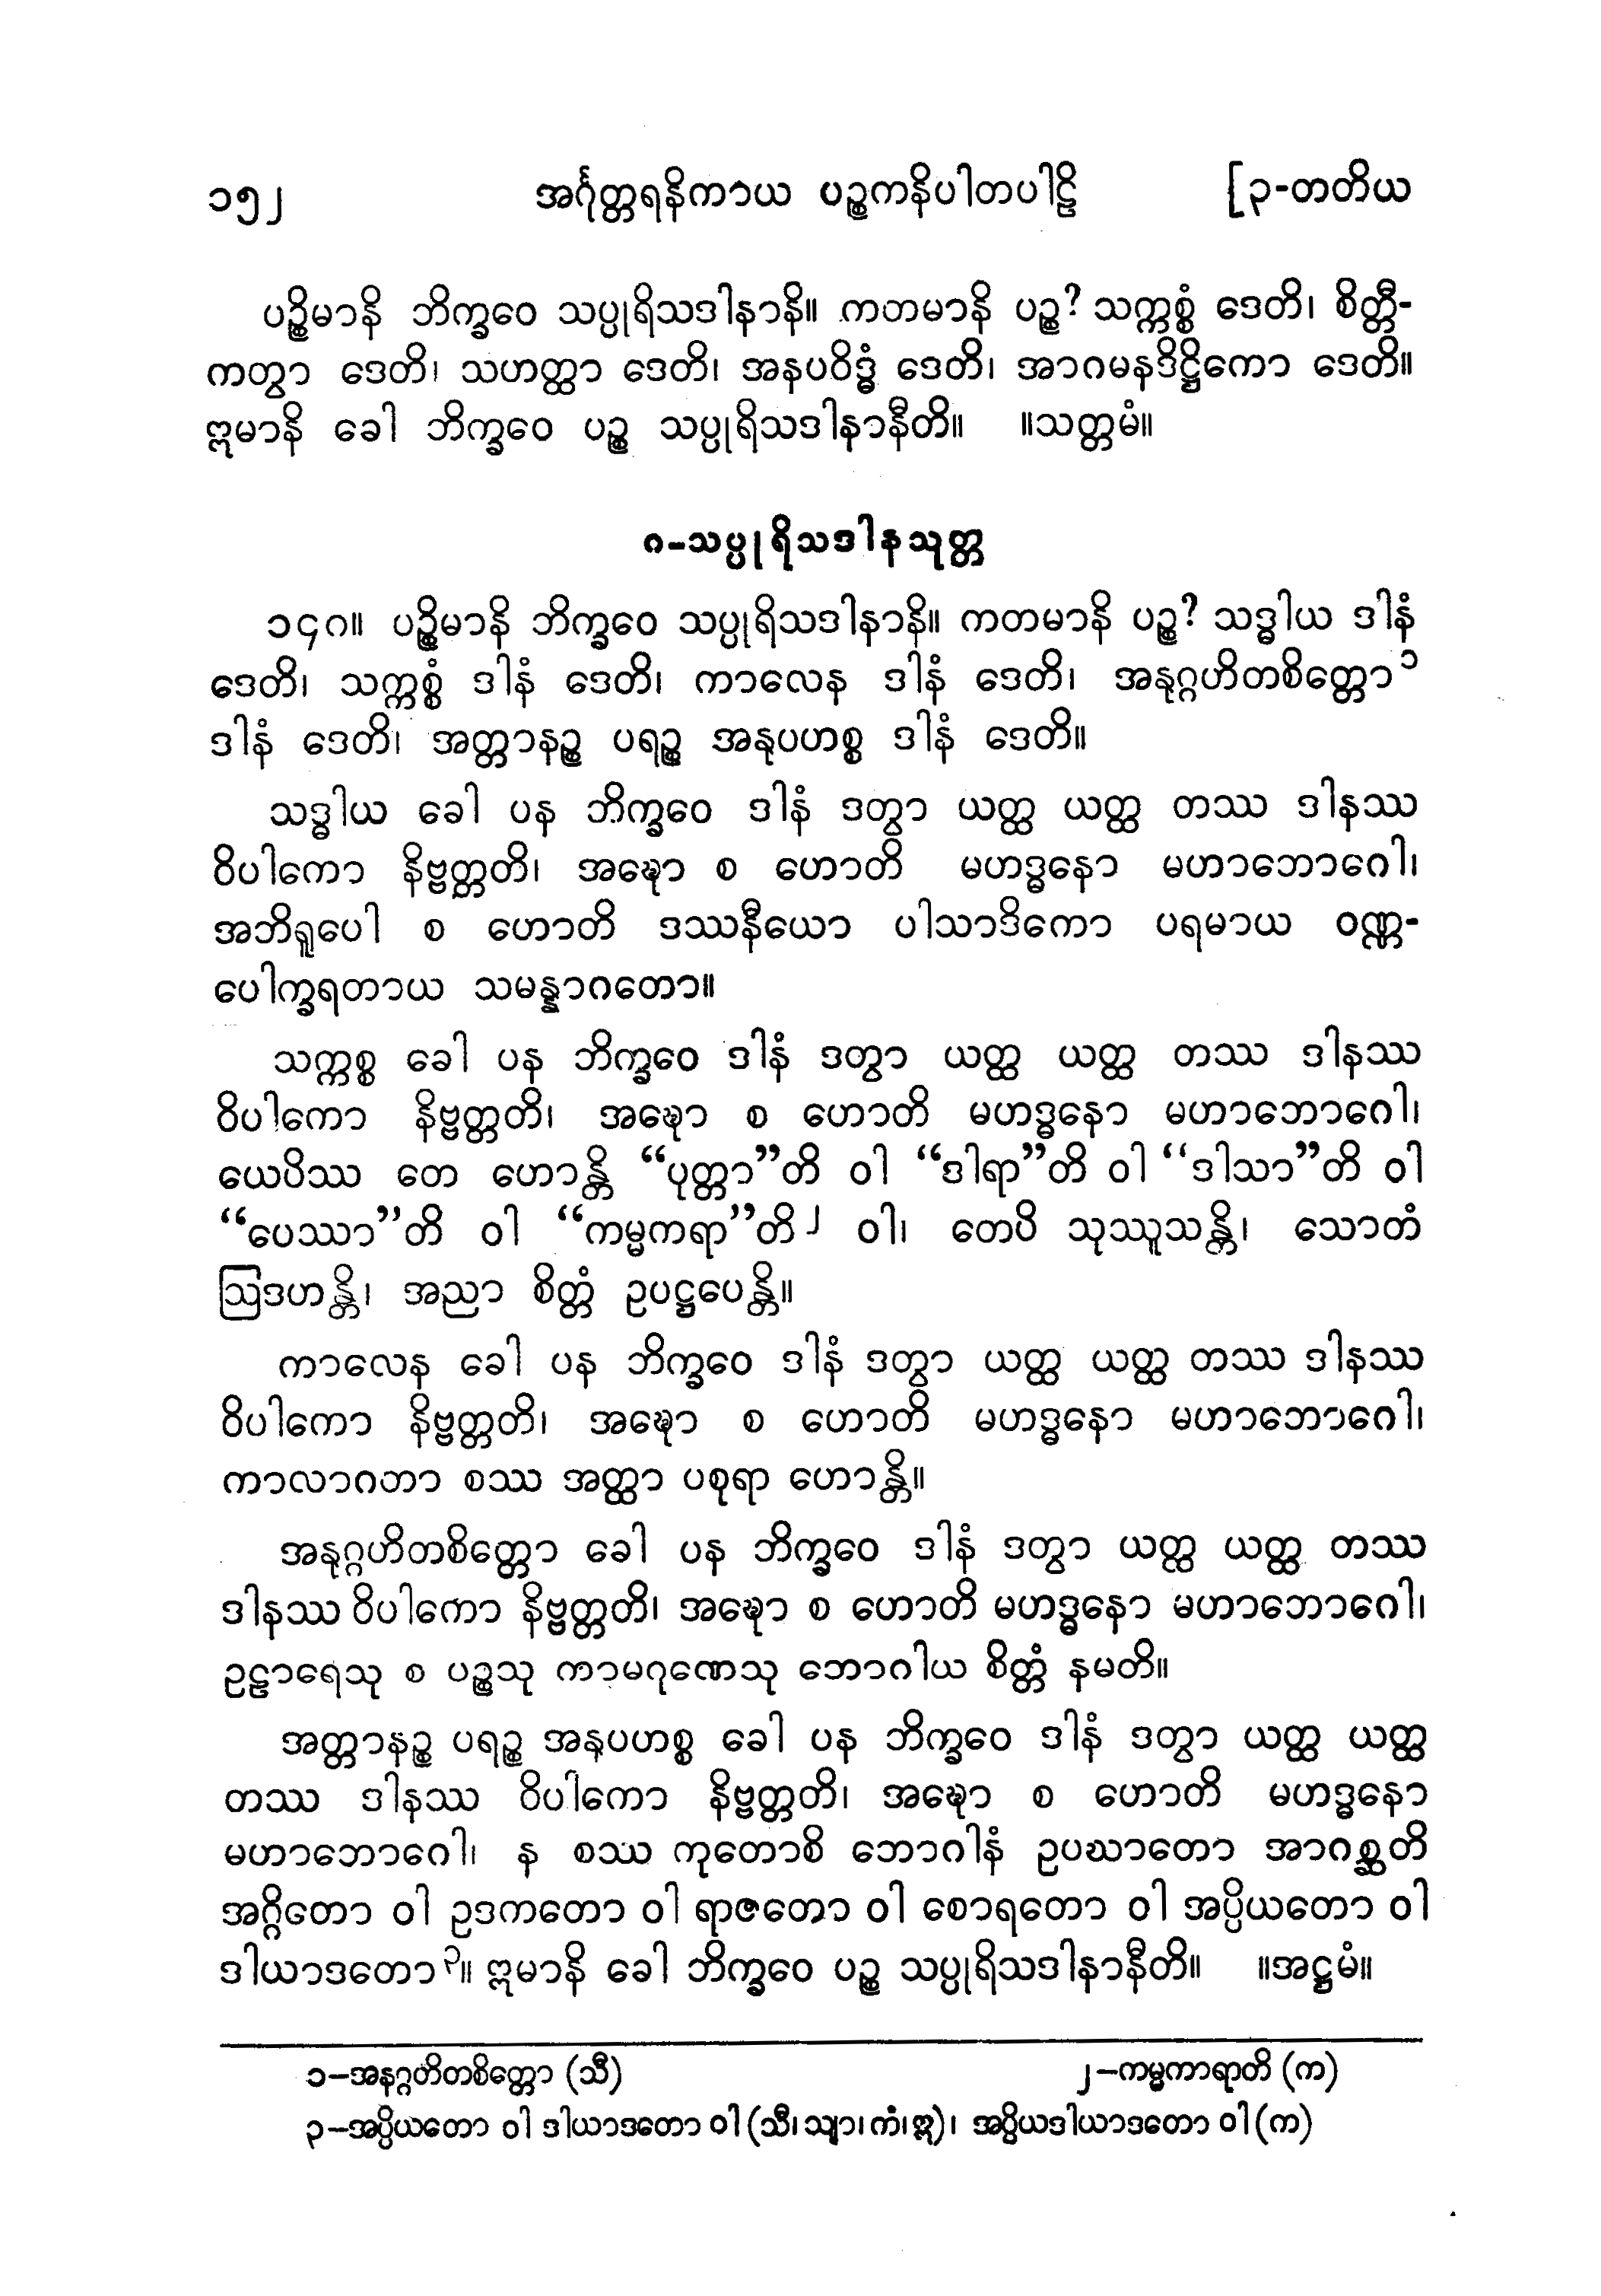 ၁၅၂ အင်္ဂုတ္တရနိကာယ ပဉ္စကနိပါတပါဠိ [၃-တတိယ
ပဉ္စိမာနိ ဘိက္ခဝေ သပ္ပုရိသဒါနာနိ။ ကတမာနိ ပဉ္စ? သက္ကစ္စံ ဒေတိ၊ စိတ္တီ-
ကတွာ ဒေတိ၊ သဟတ္ထာ ဒေတိ၊ အနပဝိဒ္ဓံ ဒေတိ၊ အာဂမနဒိဋ္ဌိကော ဒေတိ။
ဣမာနိ ခေါ ဘိက္ခဝေ ပဉ္စ သပ္ပုရိသဒါနာနီတိ။ ။သတ္တမံ။
၈-သပ္ပုရိသဒါနသုတ္တ
၁၄၈။ ပဉ္စိမာနိ ဘိက္ခဝေ သပ္ပုရိသဒါနာနိ။ ကတမာနိ ပဉ္စ? သဒ္ဓါယ ဒါနံ
ဒေတိ၊ သက္ကစ္စံ ဒါနံ ဒေတိ၊ ကာလေန ဒါနံ ဒေတိ၊ အနုဂ္ဂဟိတစိတ္တော၁
ဒါနံ ဒေတိ၊ အတ္တာနဉ္စ ပရဉ္စ အနုပဟစ္စ ဒါနံ ဒေတိ။
သဒ္ဓါယ ခေါ ပန ဘိက္ခဝေ ဒါနံ ဒတွာ ယတ္ထ ယတ္ထ တဿ ဒါနဿ
ဝိပါကော နိဗ္ဗတ္တတိ၊ အဍ္ဎော စ ဟောတိ မဟဒ္ဓနော မဟာဘောဂေါ၊
အဘိရူပေါ စ ဟောတိ ဒဿနီယော ပါသာဒိကော ပရမာယ ဝဏ္ဏ-
ပေါက္ခရတာယ သမန္နာဂတော။
သက္ကစ္စ ခေါ ပန ဘိက္ခဝေ ဒါနံ ဒတွာ ယတ္ထ ယတ္ထ တဿ ဒါနဿ
ဝိပါကော နိဗ္ဗတ္တတိ၊ အဍ္ဎော စ ဟောတိ မဟဒ္ဓနော မဟာဘောဂေါ၊
ယေပိဿ တေ ဟောန္တိ “ပုတ္တာ”တိ ဝါ “ဒါရာ”တိ ဝါ “ဒါသာ”တိ ဝါ
“ပေဿာ”တိ ဝါ “ကမ္မကရာ”တိ၂ ဝါ၊ တေပိ သုဿူသန္တိ၊ သောတံ
ဩဒဟန္တိ၊ အညာ စိတ္တံ ဥပဋ္ဌပေန္တိ။
ကာလေန ခေါ ပန ဘိက္ခဝေ ဒါနံ ဒတွာ ယတ္ထ ယတ္ထ တဿ ဒါနဿ
ဝိပါကော နိဗ္ဗတ္တတိ၊ အဍ္ဎော စ ဟောတိ မဟဒ္ဓနော မဟာဘောဂေါ၊
ကာလာဂတာ စဿ အတ္ထာ ပစုရာ ဟောန္တိ။
အနုဂ္ဂဟိတစိတ္တော ခေါ ပန ဘိက္ခဝေ ဒါနံ ဒတွာ ယတ္ထ ယတ္ထ တဿ
ဒါနဿ ဝိပါကော နိဗ္ဗတ္တတိ၊ အဍ္ဎော စ ဟောတိ မဟဒ္ဓနော မဟာဘောဂေါ၊
ဥဠာရေသု စ ပဉ္စသု ကာမဂုဏေသု ဘောဂါယ စိတ္တံ နမတိ။
အတ္တာနဉ္စ ပရဉ္စ အနုပဟစ္စ ခေါ ပန ဘိက္ခဝေ ဒါနံ ဒတွာ ယတ္ထ ယတ္ထ
တဿ ဒါနဿ ဝိပါကော နိဗ္ဗတ္တတိ၊ အဍ္ဎော စ ဟောတိ မဟဒ္ဓနော
မဟာဘောဂေါ၊ န စဿ ကုတောစိ ဘောဂါနံ ဥပဃာတော အာဂစ္ဆတိ
အဂ္ဂိတော ဝါ ဥဒကတော ဝါ ရာဇတော ဝါ စောရတော ဝါ အပ္ပိယတော ဝါ
ဒါယာဒတော၃။ ဣမာနိ ခေါ ဘိက္ခဝေ ပဉ္စ သပ္ပုရိသဒါနာနီတိ။ ။အဋ္ဌမံ။
၁–အနဂ္ဂဟိတစိတ္တော (သီ) ၂–ကမ္မကာရာတိ (က)
၃–အပ္ပိယတော ဝါ ဒါယာဒတော ဝါ (သီ၊ သျာ၊ ကံ၊ ဣ)၊ အပ္ပိယဒါယာဒတော ဝါ (က)